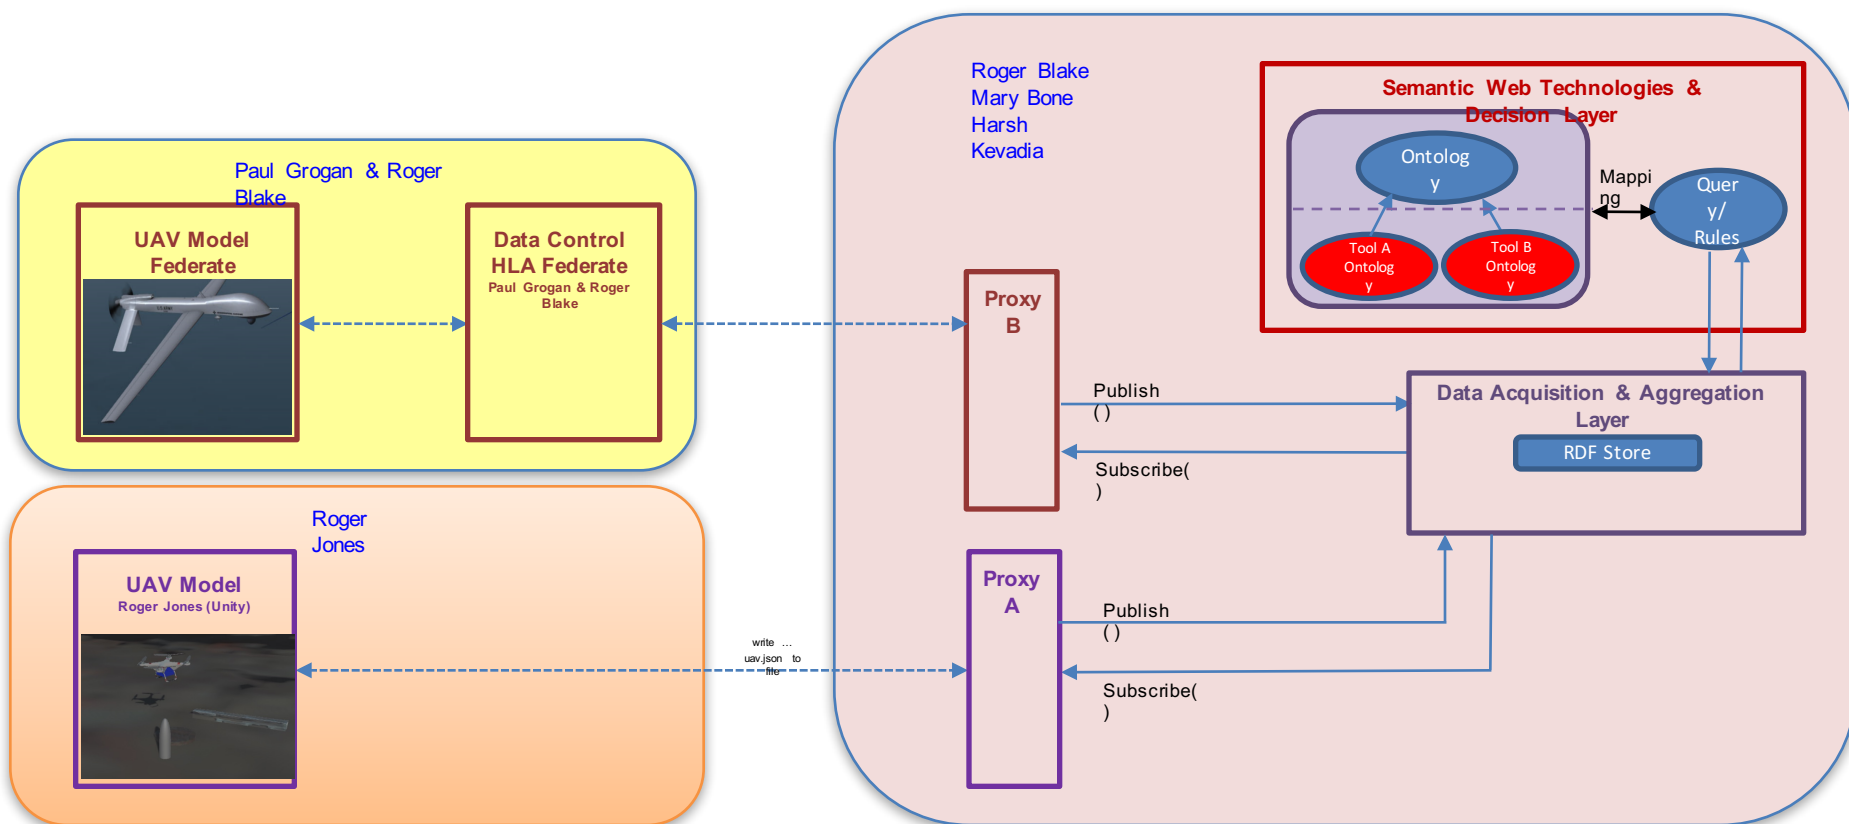 Paul Grogan & Roger
Blake
UAV Model
Federate
Data Control
HLA Federate
Paul Grogan & Roger
Blake
Roger
Jones
UAV Model
Roger Jones (Unity)
write ...
uav.json to
file
Roger Blake
Mary Bone
Harsh
Kevadia
Semantic Web Technologies &
Decision Layer
Ontolog
y
Tool A
Ontolog
y
Tool B
Ontolog
y
Mappi
ng
Quer
y/
Rules
Proxy
B
Publish
( )
Subscribe(
)
Data Acquisition & Aggregation
Layer
RDF Store
Proxy
A
Publish
( )
Subscribe(
)